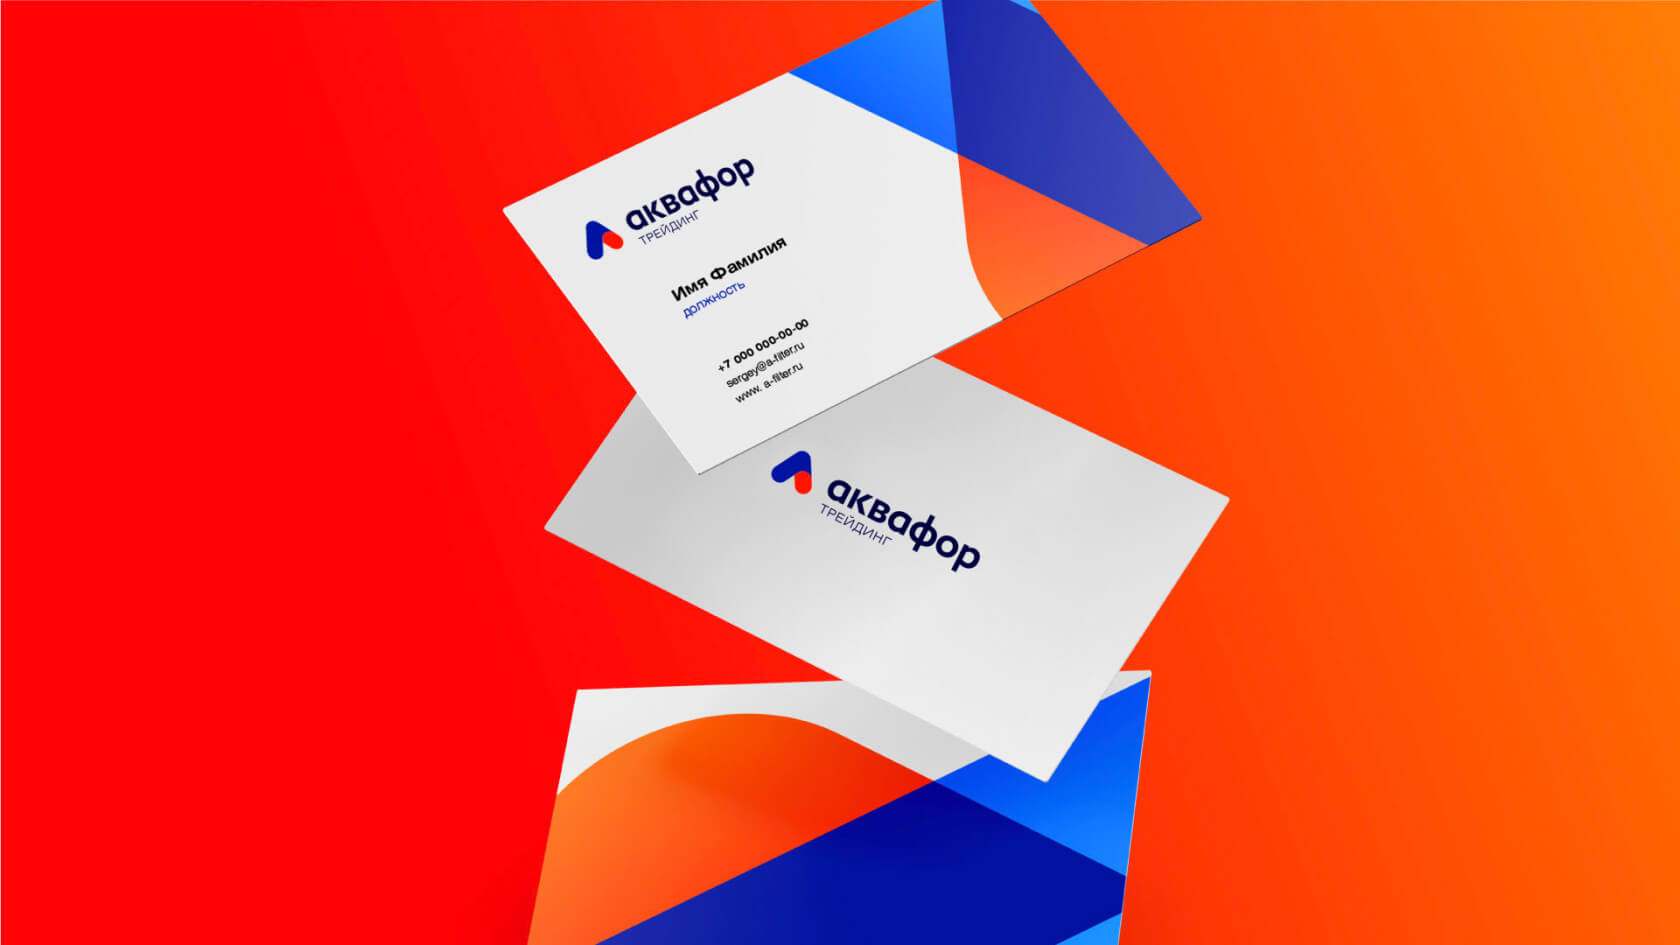 аквафор
ТРЕЙДИНГ
Имя Фамилия
должность
+7 000 000-00-00
sergey@a-filter.ru
www. a-filter.ru
аквафор
ТРЕЙДИНГ